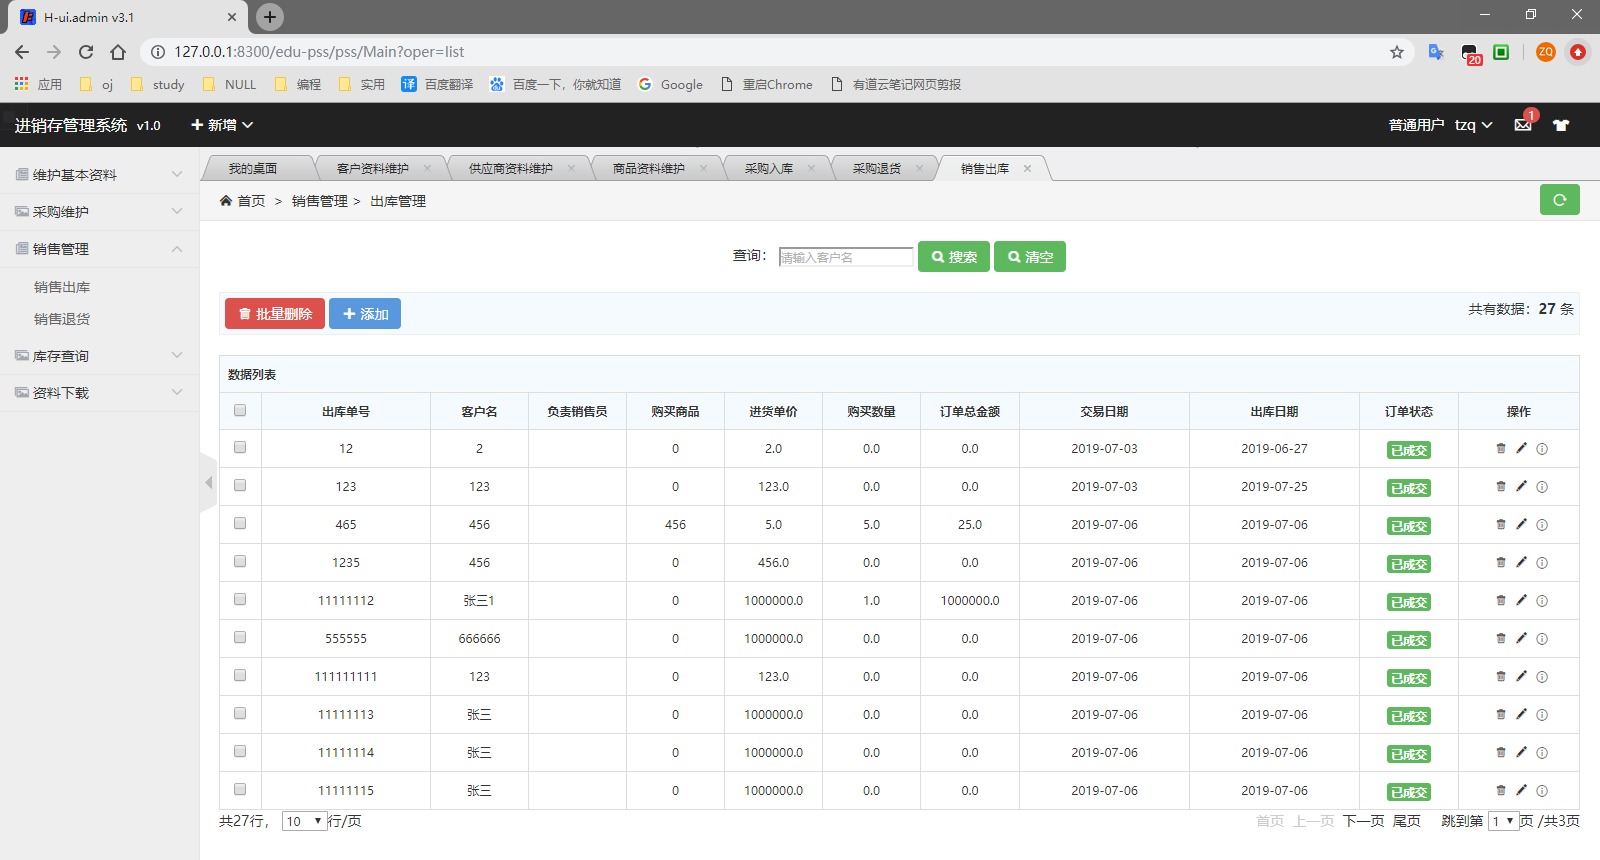 H-ui.admin v3.1
127.0.0.1:8300/edu-pss/pss/Main?oper=list
20
ZQ
应用 oj study NULL 编程 实用 译 百度翻译 百度一下，你就知道 Google 重启Chrome 有道云笔记网页剪报
进销存管理系统 v1.0 新增 普通用户 tzq 1
维护基本资料
采购维护
销售管理
销售出库
销售退货
库存查询
资料下载
我的桌面 客户资料维护 供应商资料维护 商品资料维护 采购入库 采购退货 销售出库
首页 > 销售管理 > 出库管理
查询： 请输入客户名 搜索 清空
批量删除 添加 共有数据：27 条
数据列表
出库单号 客户名 负责销售员 购买商品 进货单价 购买数量 订单总金额 交易日期 出库日期 订单状态 操作
12 2 0 2.0 0.0 0.0 2019-07-03 2019-06-27 已成交
123 123 0 123.0 0.0 0.0 2019-07-03 2019-07-25 已成交
465 456 456 5.0 5.0 25.0 2019-07-06 2019-07-06 已成交
1235 456 0 456.0 0.0 0.0 2019-07-06 2019-07-06 已成交
11111112 张三1 0 1000000.0 1.0 1000000.0 2019-07-06 2019-07-06 已成交
555555 666666 0 1000000.0 0.0 0.0 2019-07-06 2019-07-06 已成交
111111111 123 0 123.0 0.0 0.0 2019-07-06 2019-07-06 已成交
11111113 张三 0 1000000.0 0.0 0.0 2019-07-06 2019-07-06 已成交
11111114 张三 0 1000000.0 0.0 0.0 2019-07-06 2019-07-06 已成交
11111115 张三 0 1000000.0 0.0 0.0 2019-07-06 2019-07-06 已成交
共27行， 10 行/页 首页 上一页 下一页 尾页 跳到第 1 页 /共3页